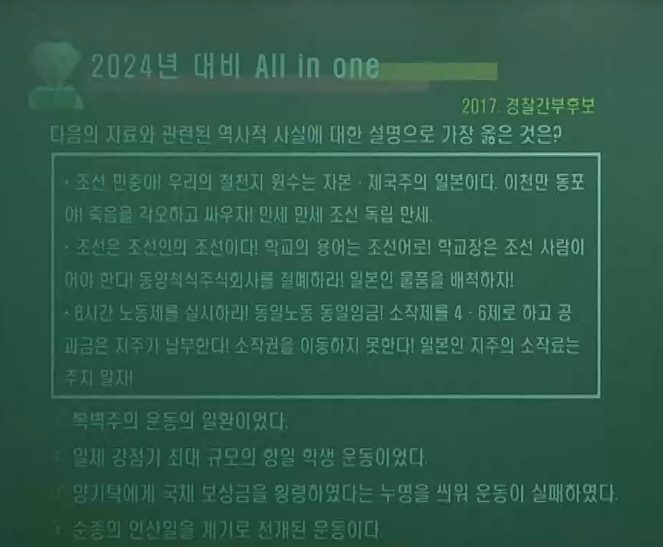 2024년 대비 All in one
2017. 경찰간부후보
다음의 지료와 관련된 역사적 사실에 대한 설명으로 가장 옳은 것은?
· 조선 민중아! 우리의 철천지 원수는 자본 · 제국주의 일본이다. 이천만 동포
야! 죽음을 각오하고 싸우자! 만세 만세 조선 독립 만세.
· 조선은 조선인의 조선이다! 학교의 용어는 조선어로! 학교장은 조선 사람이
어야 한다! 동양척식주식회사를 철폐하라! 일본인 물품을 배척하자!
· 8시간 노동제를 실시하라! 동일노동 동일임금! 소작제를 4 · 6제로 하고 공
과금은 지주가 납부한다! 소작권을 이동하지 못한다! 일본인 지주의 소작료는
주지 말자!
복벽주의 운동의 일환이었다.
일제 강점기 최대 규모의 항일 학생 운동이었다.
양기탁에게 국채 보상금을 횡령하였다는 누명을 씌워 운동이 실패하였다.
순종의 인산일을 계기로 전개된 운동이다.